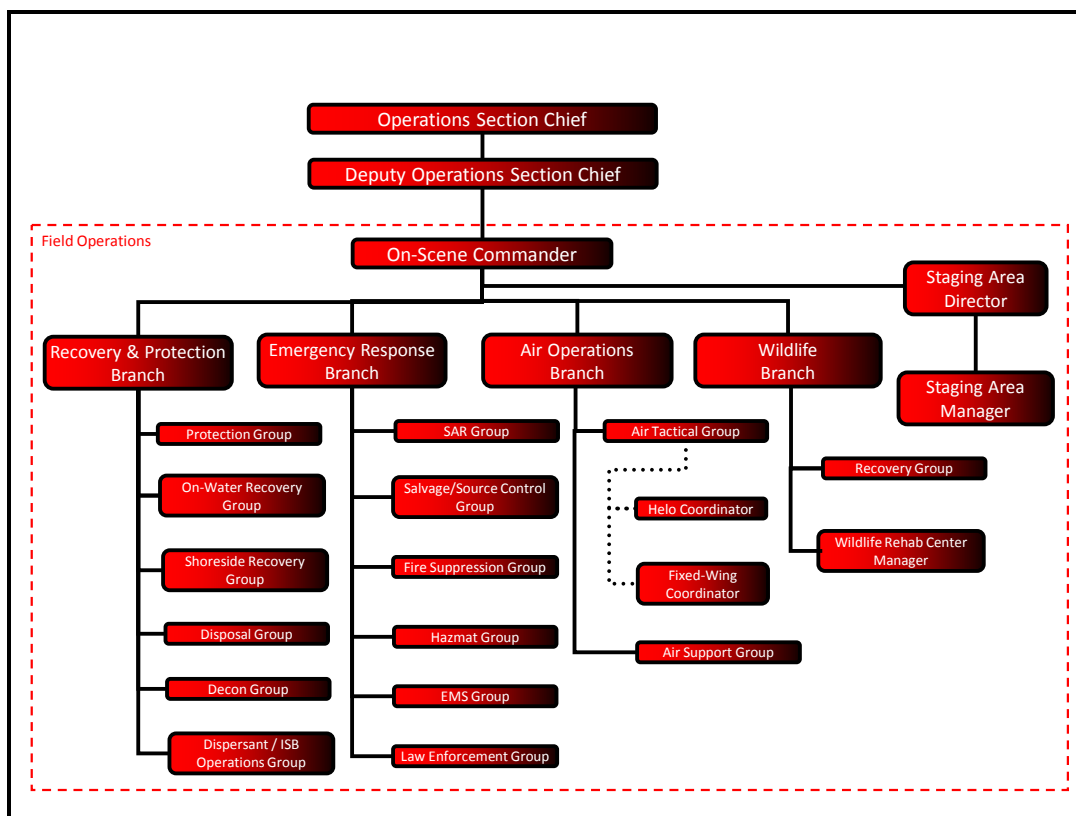 Operations Section Chief
Deputy Operations Section Chief
Field Operations
On-Scene Commander
Staging Area
Director
Recovery & Protection
Branch
Emergency Response
Branch
Air Operations
Branch
Wildlife
Branch
Staging Area
Manager
Protection Group
On-Water Recovery
Group
Shoreside Recovery
Group
Disposal Group
Decon Group
Dispersant / ISB
Operations Group
SAR Group
Salvage/Source Control
Group
Fire Suppression Group
Hazmat Group
EMS Group
Law Enforcement Group
Air Tactical Group
Helo Coordinator
Fixed-Wing
Coordinator
Air Support Group
Recovery Group
Wildlife Rehab Center
Manager